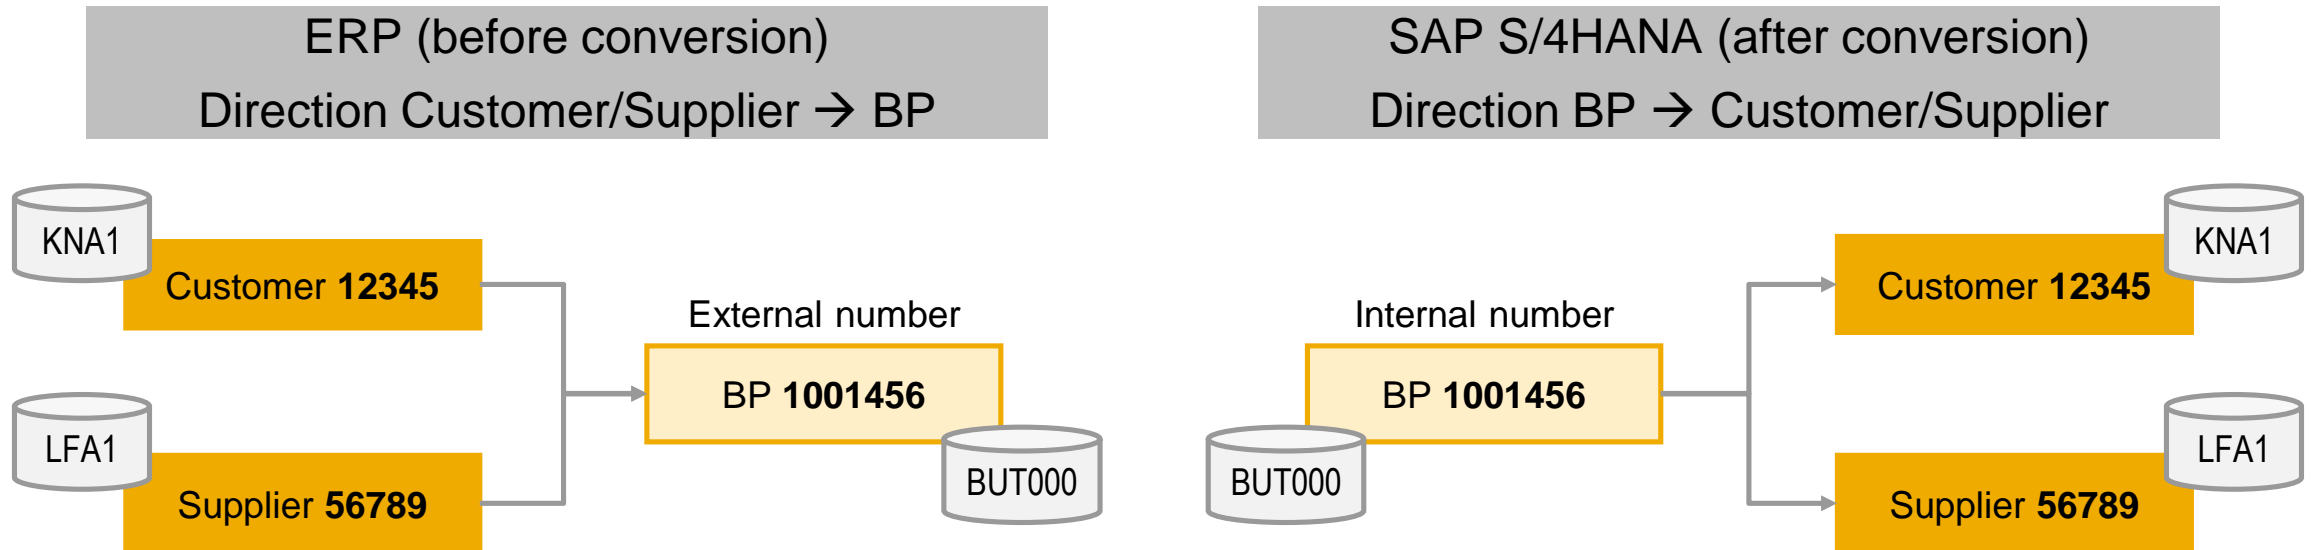 ERP (before conversion)
Direction Customer/Supplier → BP
KNA1
Customer 12345
External number
BP 1001456
BUT000
LFA1
Supplier 56789
SAP S/4HANA (after conversion)
Direction BP → Customer/Supplier
KNA1
Customer 12345
Internal number
BP 1001456
BUT000
LFA1
Supplier 56789